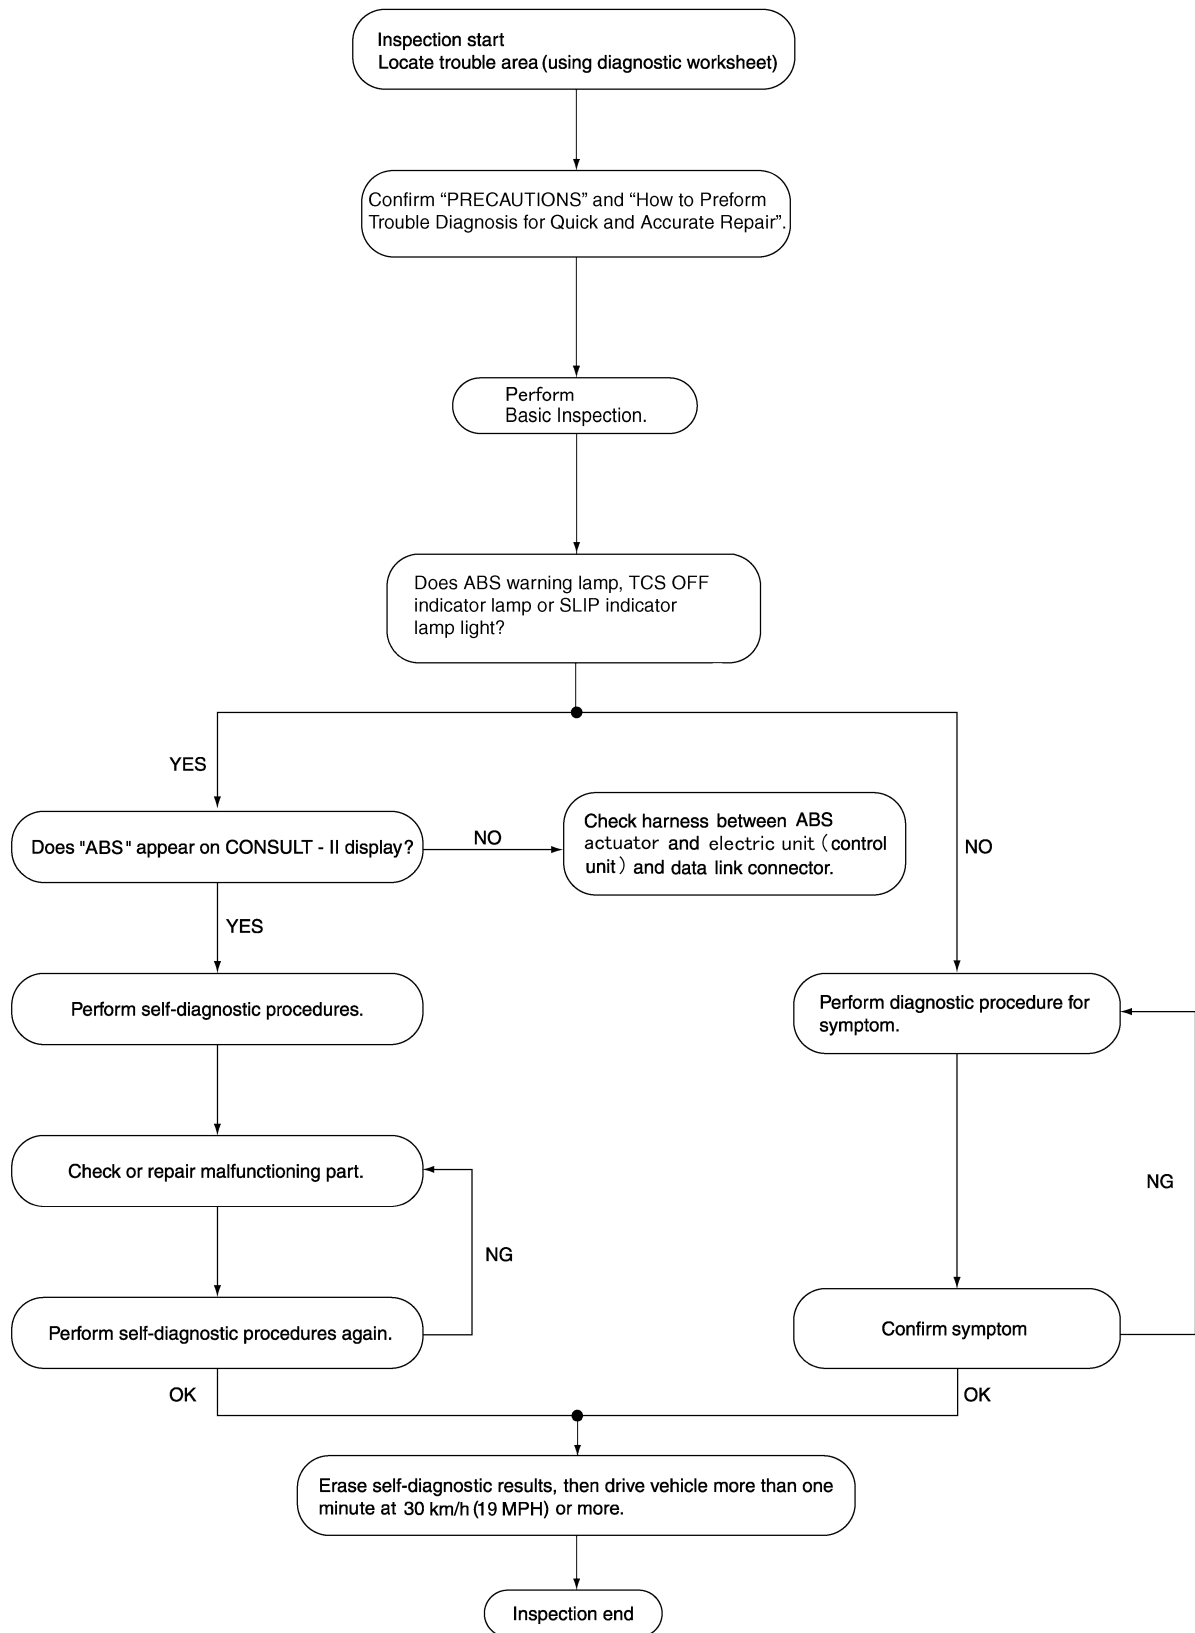 Inspection start
Locate trouble area (using diagnostic worksheet)
Confirm “PRECAUTIONS” and “How to Preform
Trouble Diagnosis for Quick and Accurate Repair”.
Perform
Basic Inspection.
Does ABS warning lamp, TCS OFF
indicator lamp or SLIP indicator
lamp light?
YES
NO
Does "ABS" appear on CONSULT - II display?
NO
Check harness between ABS
actuator and electric unit (control
unit) and data link connector.
YES
Perform self-diagnostic procedures.
Perform diagnostic procedure for
symptom.
Check or repair malfunctioning part.
NG
NG
Perform self-diagnostic procedures again.
Confirm symptom
OK
OK
Erase self-diagnostic results, then drive vehicle more than one
minute at 30 km/h (19 MPH) or more.
Inspection end